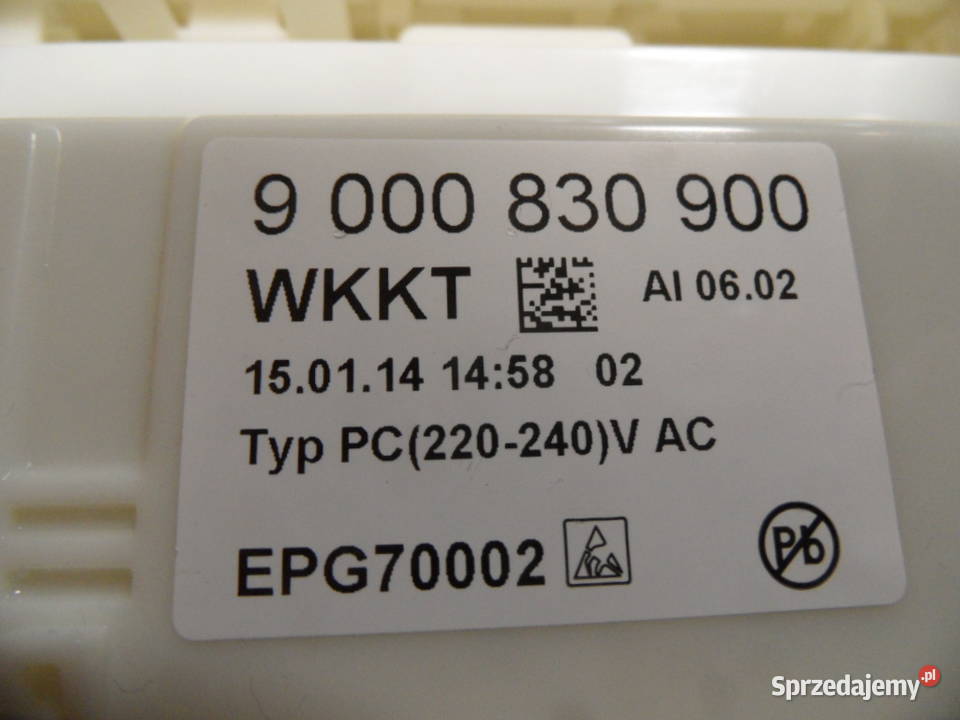 9 000 830 900
WKKT AI 06.02
15.01.14 14:58 02
Typ PC(220-240)V AC
EPG70002 Pb
Sprzedajemy.pl